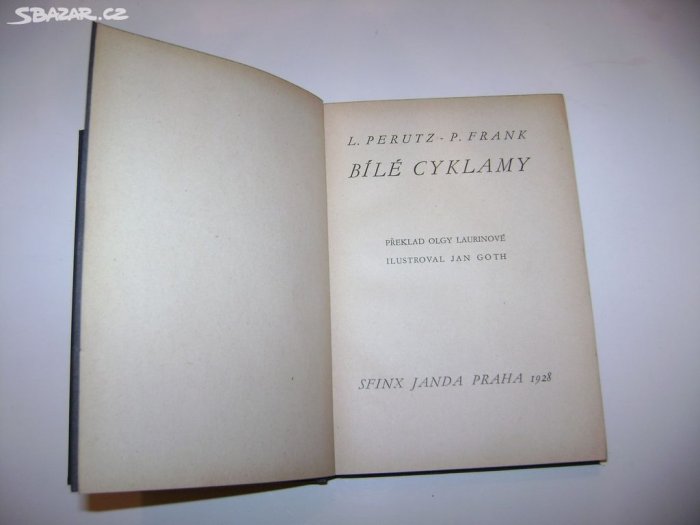 SBAZAR.CZ
L. PERUTZ - P. FRANK
BÍLÉ CYKLAMY
PŘEKLAD OLGY LAURINOVÉ
ILUSTROVAL JAN GOTH
SFINX JANDA PRAHA 1928